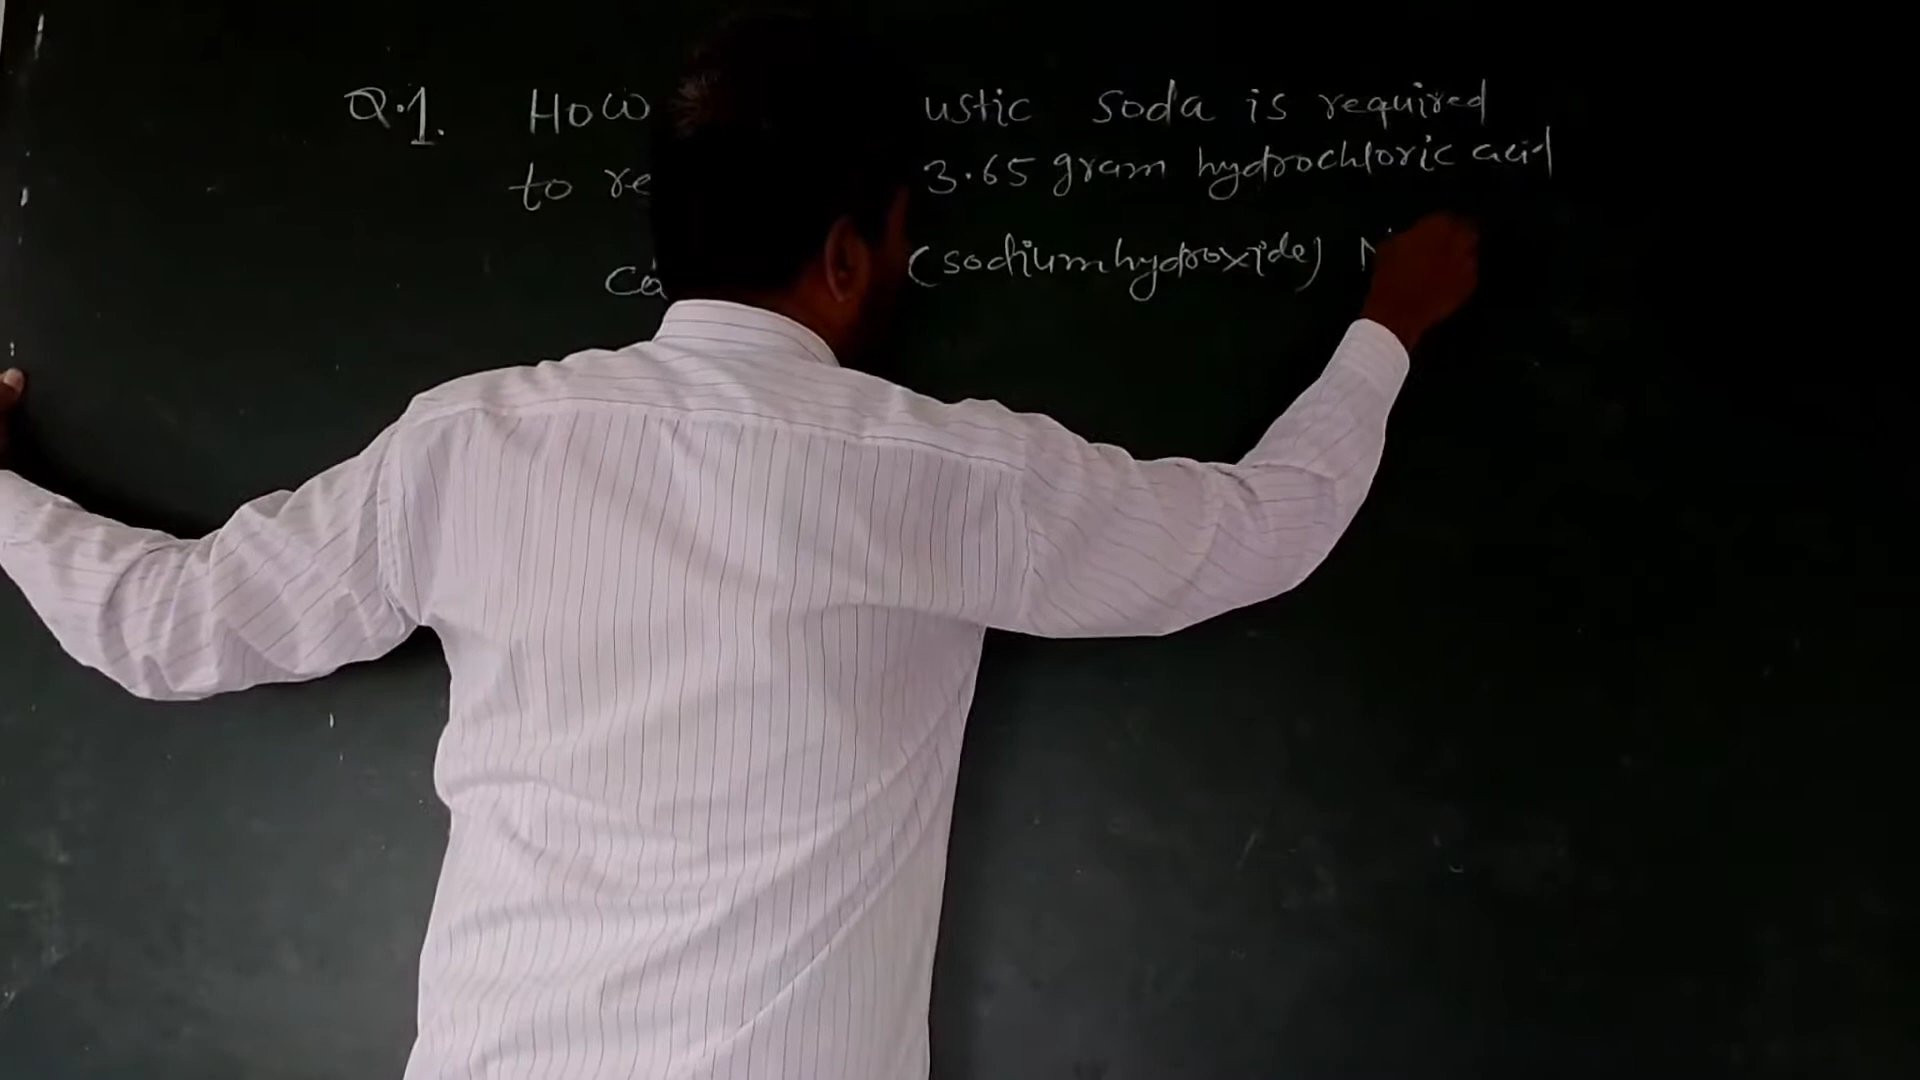 Q.1. How ustic soda is required
to re 3.65 gram hydrochloric acid
Ca (sodiumhydroxide) N